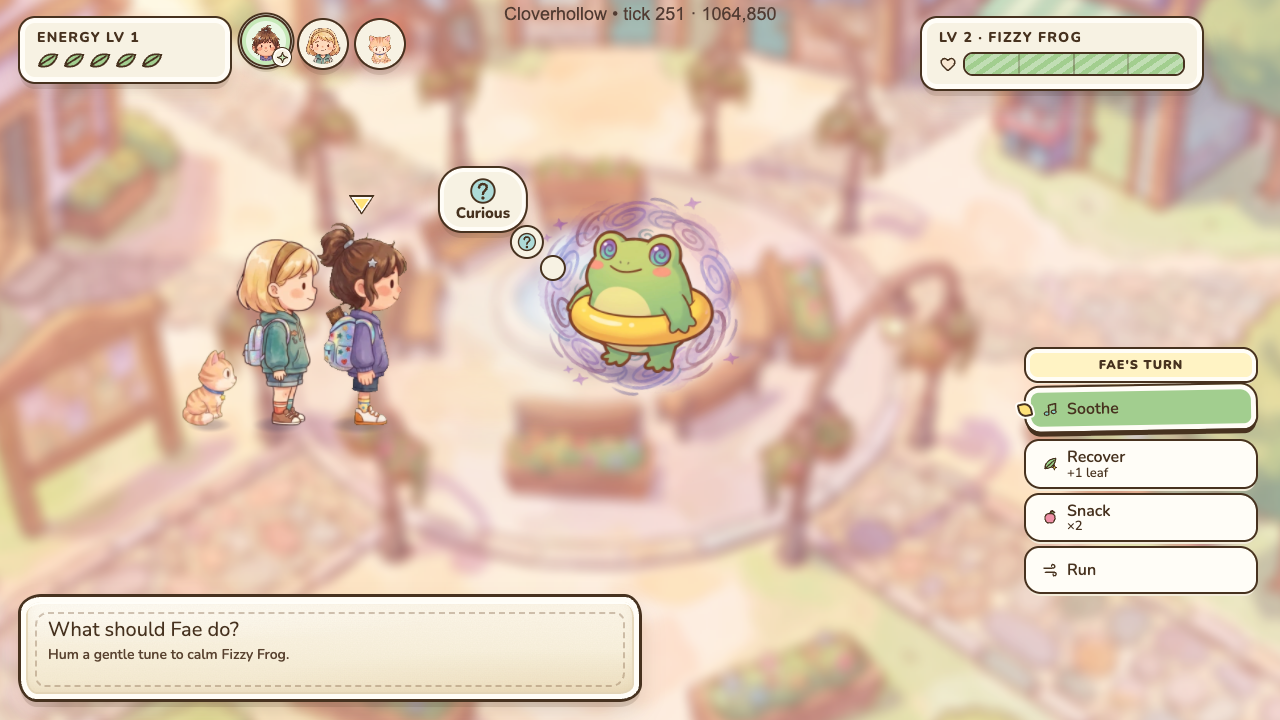 Cloverhollow • tick 251 · 1064,850
ENERGY LV 1
LV 2 · FIZZY FROG
?
Curious
?
FAE'S TURN
Soothe
Recover
+1 leaf
Snack
×2
Run
What should Fae do?
Hum a gentle tune to calm Fizzy Frog.